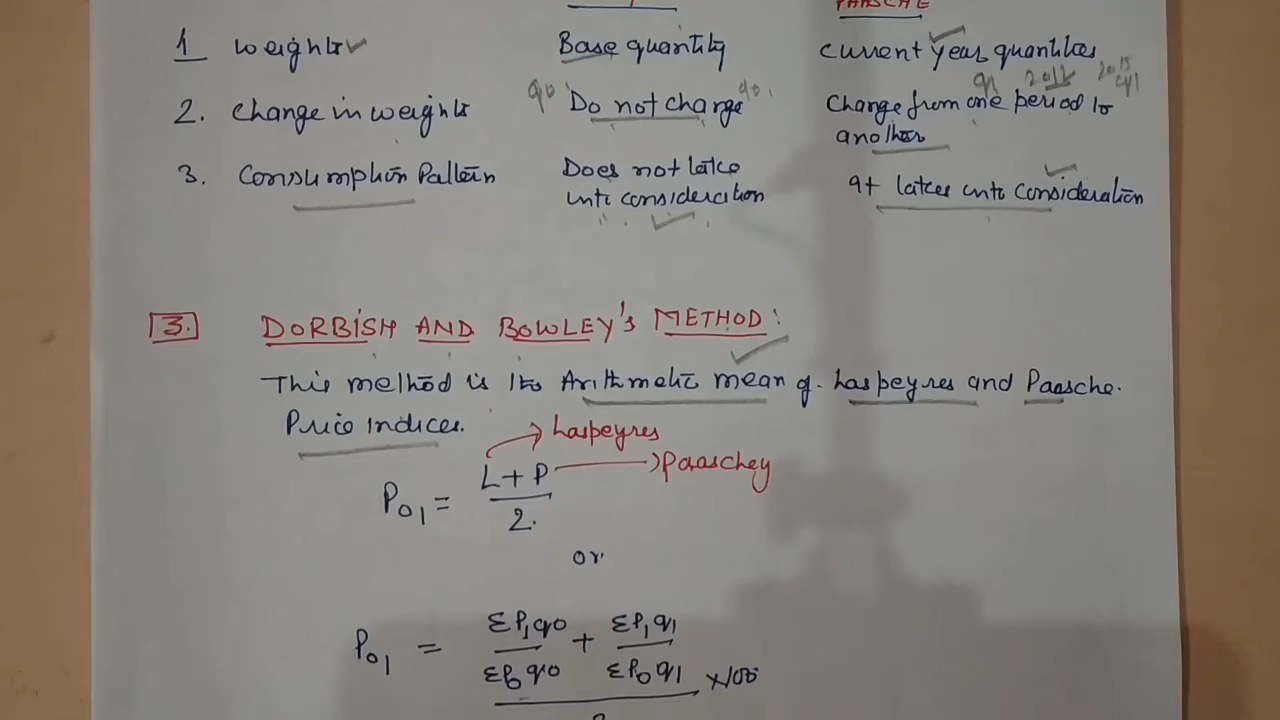 PAASCHE
1 weights Base quantity current year quantities
q0 Do not change q0 q1 2012 2015 q1
2. change in weights change from one period to another
3. Consumption Pattern Does not take into consideration It takes into consideration
3. DORBISH AND BOWLEY'S METHOD:
This method is the Arithmetic mean of Laspeyres and Paasche.
Price indices.
Laspeyres
P01 = L+P Paaschey
2.
or
P01 = Σp1q0 + Σp1q1
Σp0q0 Σp0q1 ×100